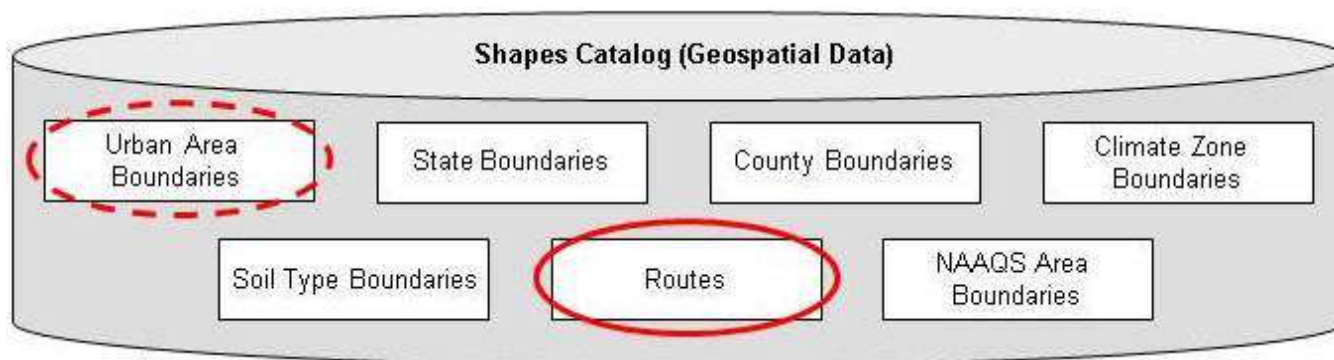 Shapes Catalog (Geospatial Data)
Urban Area
Boundaries
State Boundaries
County Boundaries
Climate Zone
Boundaries
Soil Type Boundaries
Routes
NAAQS Area
Boundaries